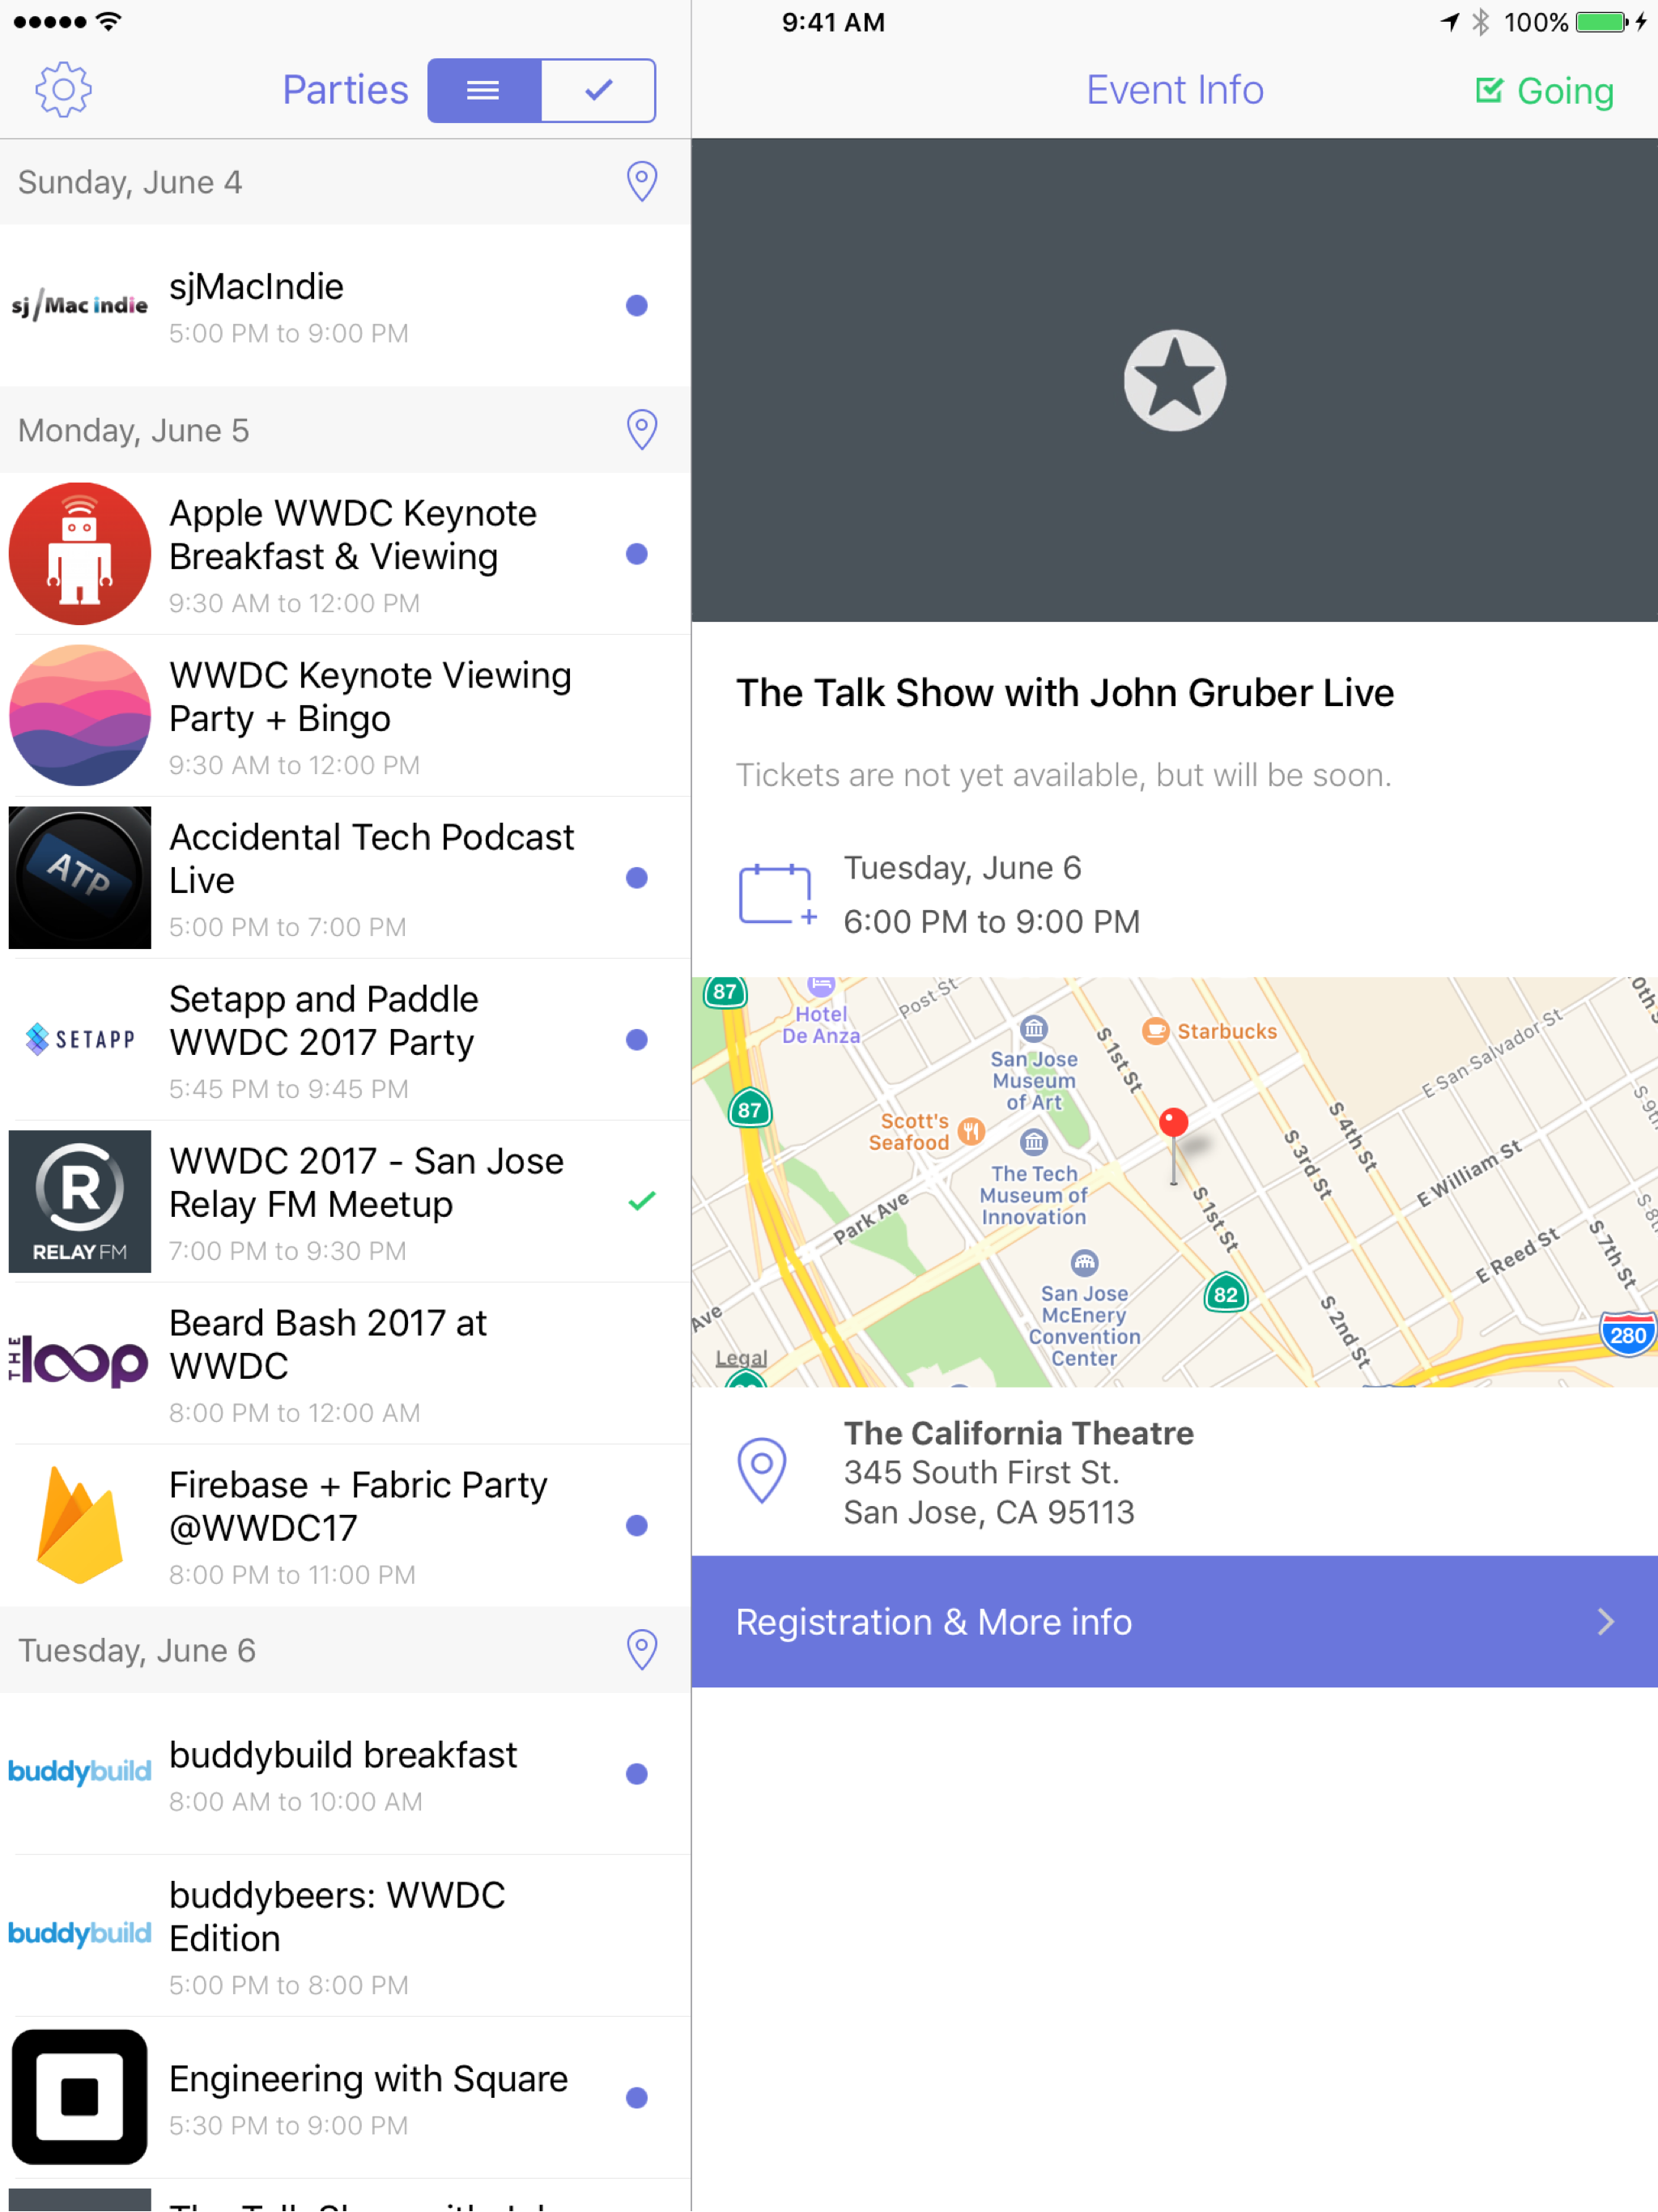 9:41 AM
100%
Parties
Event Info
Going
Sunday, June 4
sj/Mac indie
sjMacIndie
5:00 PM to 9:00 PM
Monday, June 5
Apple WWDC Keynote
Breakfast & Viewing
9:30 AM to 12:00 PM
WWDC Keynote Viewing
Party + Bingo
9:30 AM to 12:00 PM
ATP
Accidental Tech Podcast
Live
5:00 PM to 7:00 PM
SETAPP
Setapp and Paddle
WWDC 2017 Party
5:45 PM to 9:45 PM
R
RELAY FM
WWDC 2017 - San Jose
Relay FM Meetup
7:00 PM to 9:30 PM
THE loop
Beard Bash 2017 at
WWDC
8:00 PM to 12:00 AM
Firebase + Fabric Party
@WWDC17
8:00 PM to 11:00 PM
Tuesday, June 6
buddybuild
buddybuild breakfast
8:00 AM to 10:00 AM
buddybuild
buddybeers: WWDC
Edition
5:00 PM to 8:00 PM
Engineering with Square
5:30 PM to 9:00 PM
The Talk Show with John Gruber Live
Tickets are not yet available, but will be soon.
Tuesday, June 6
6:00 PM to 9:00 PM
87
Hotel
De Anza
Post St
San Jose
Museum
of Art
S 1st St
Starbucks
E San Salvador St
87
Scott's
Seafood
The Tech
Museum of
Innovation
Park Ave
S 1st St
S 3rd St
S 4th St
E William St
E Reed St
S 7th St
San Jose
McEnery
Convention
Center
82
S 2nd St
280
Ave
Legal
The California Theatre
345 South First St.
San Jose, CA 95113
Registration & More info